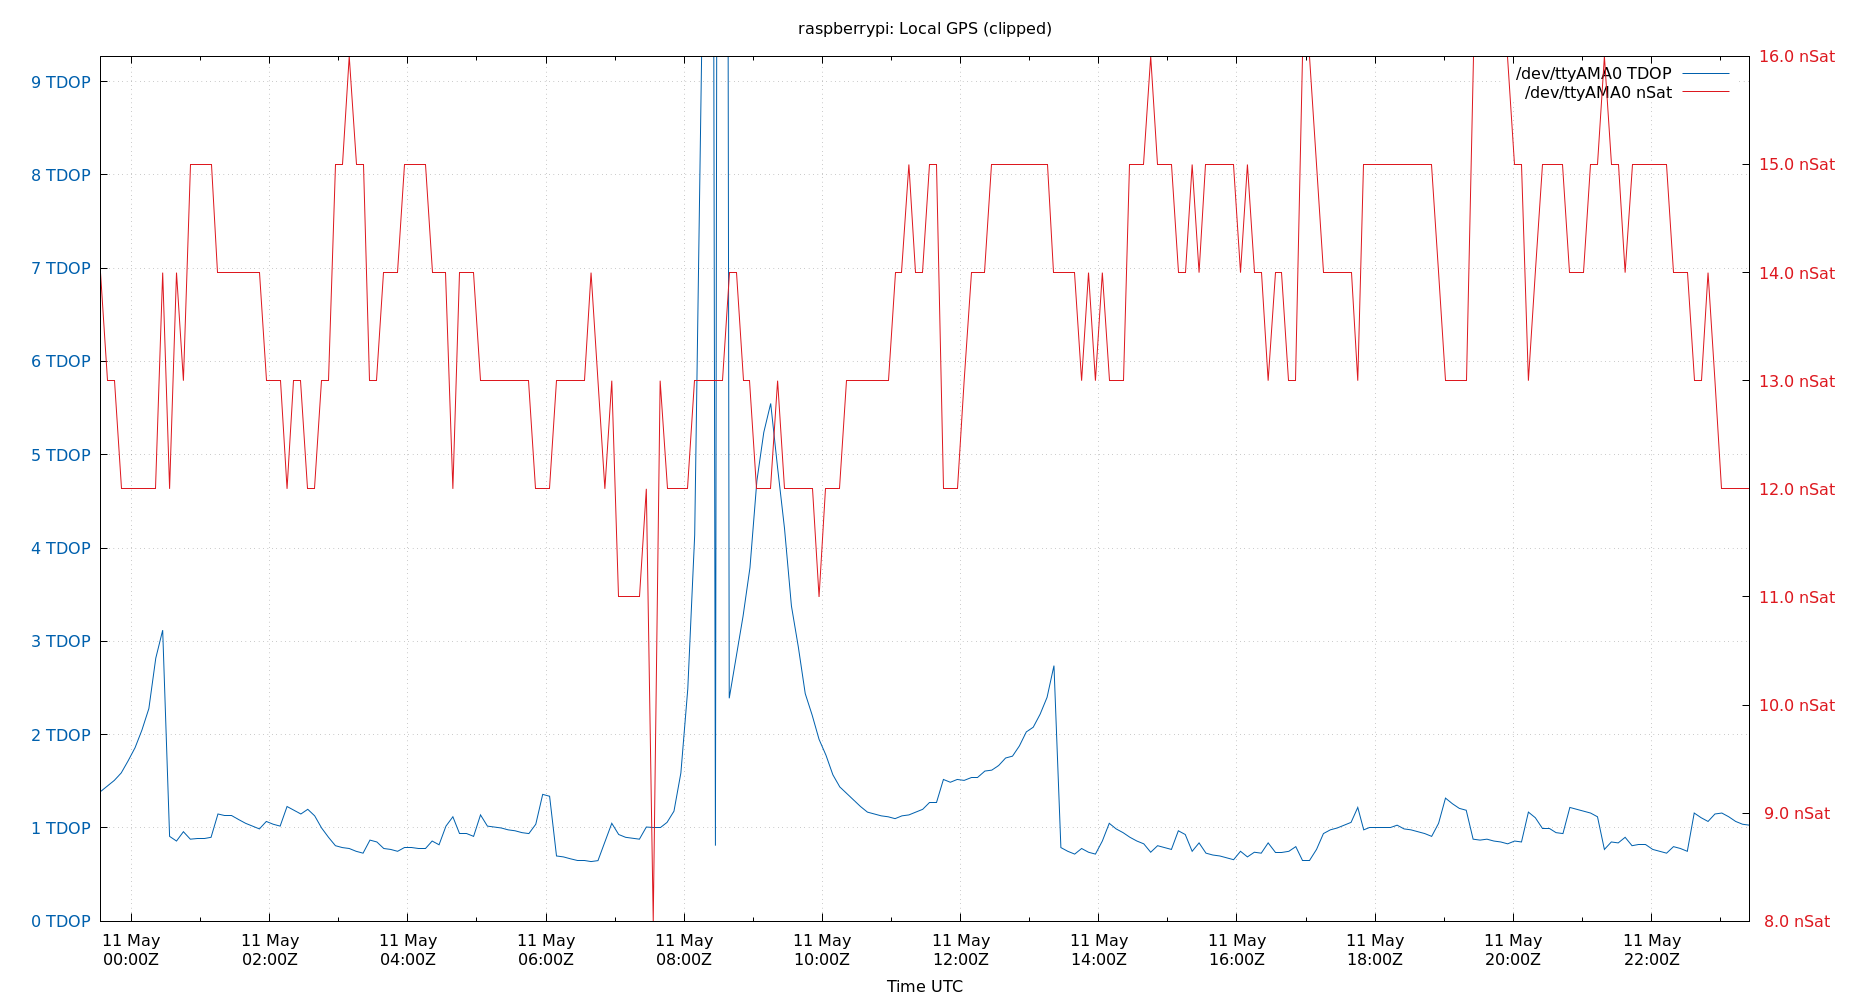 raspberrypi: Local GPS (clipped)
/dev/ttyAMA0 TDOP
/dev/ttyAMA0 nSat
9 TDOP
8 TDOP
7 TDOP
6 TDOP
5 TDOP
4 TDOP
3 TDOP
2 TDOP
1 TDOP
0 TDOP
16.0 nSat
15.0 nSat
14.0 nSat
13.0 nSat
12.0 nSat
11.0 nSat
10.0 nSat
9.0 nSat
8.0 nSat
11 May
00:00Z
11 May
02:00Z
11 May
04:00Z
11 May
06:00Z
11 May
08:00Z
11 May
10:00Z
11 May
12:00Z
11 May
14:00Z
11 May
16:00Z
11 May
18:00Z
11 May
20:00Z
11 May
22:00Z
Time UTC